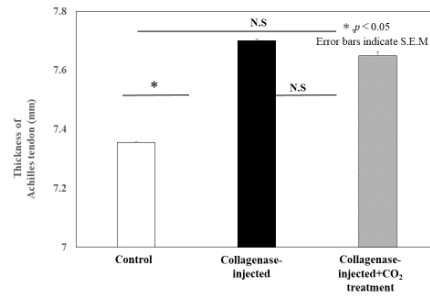 7.8
7.6
7.4
7.2
7
Thickness of
Achilles tendon (mm)
N.S
* ,p < 0.05
Error bars indicate S.E.M
*
N.S
Control
Collagenase-
injected
Collagenase-
injected+CO₂
treatment